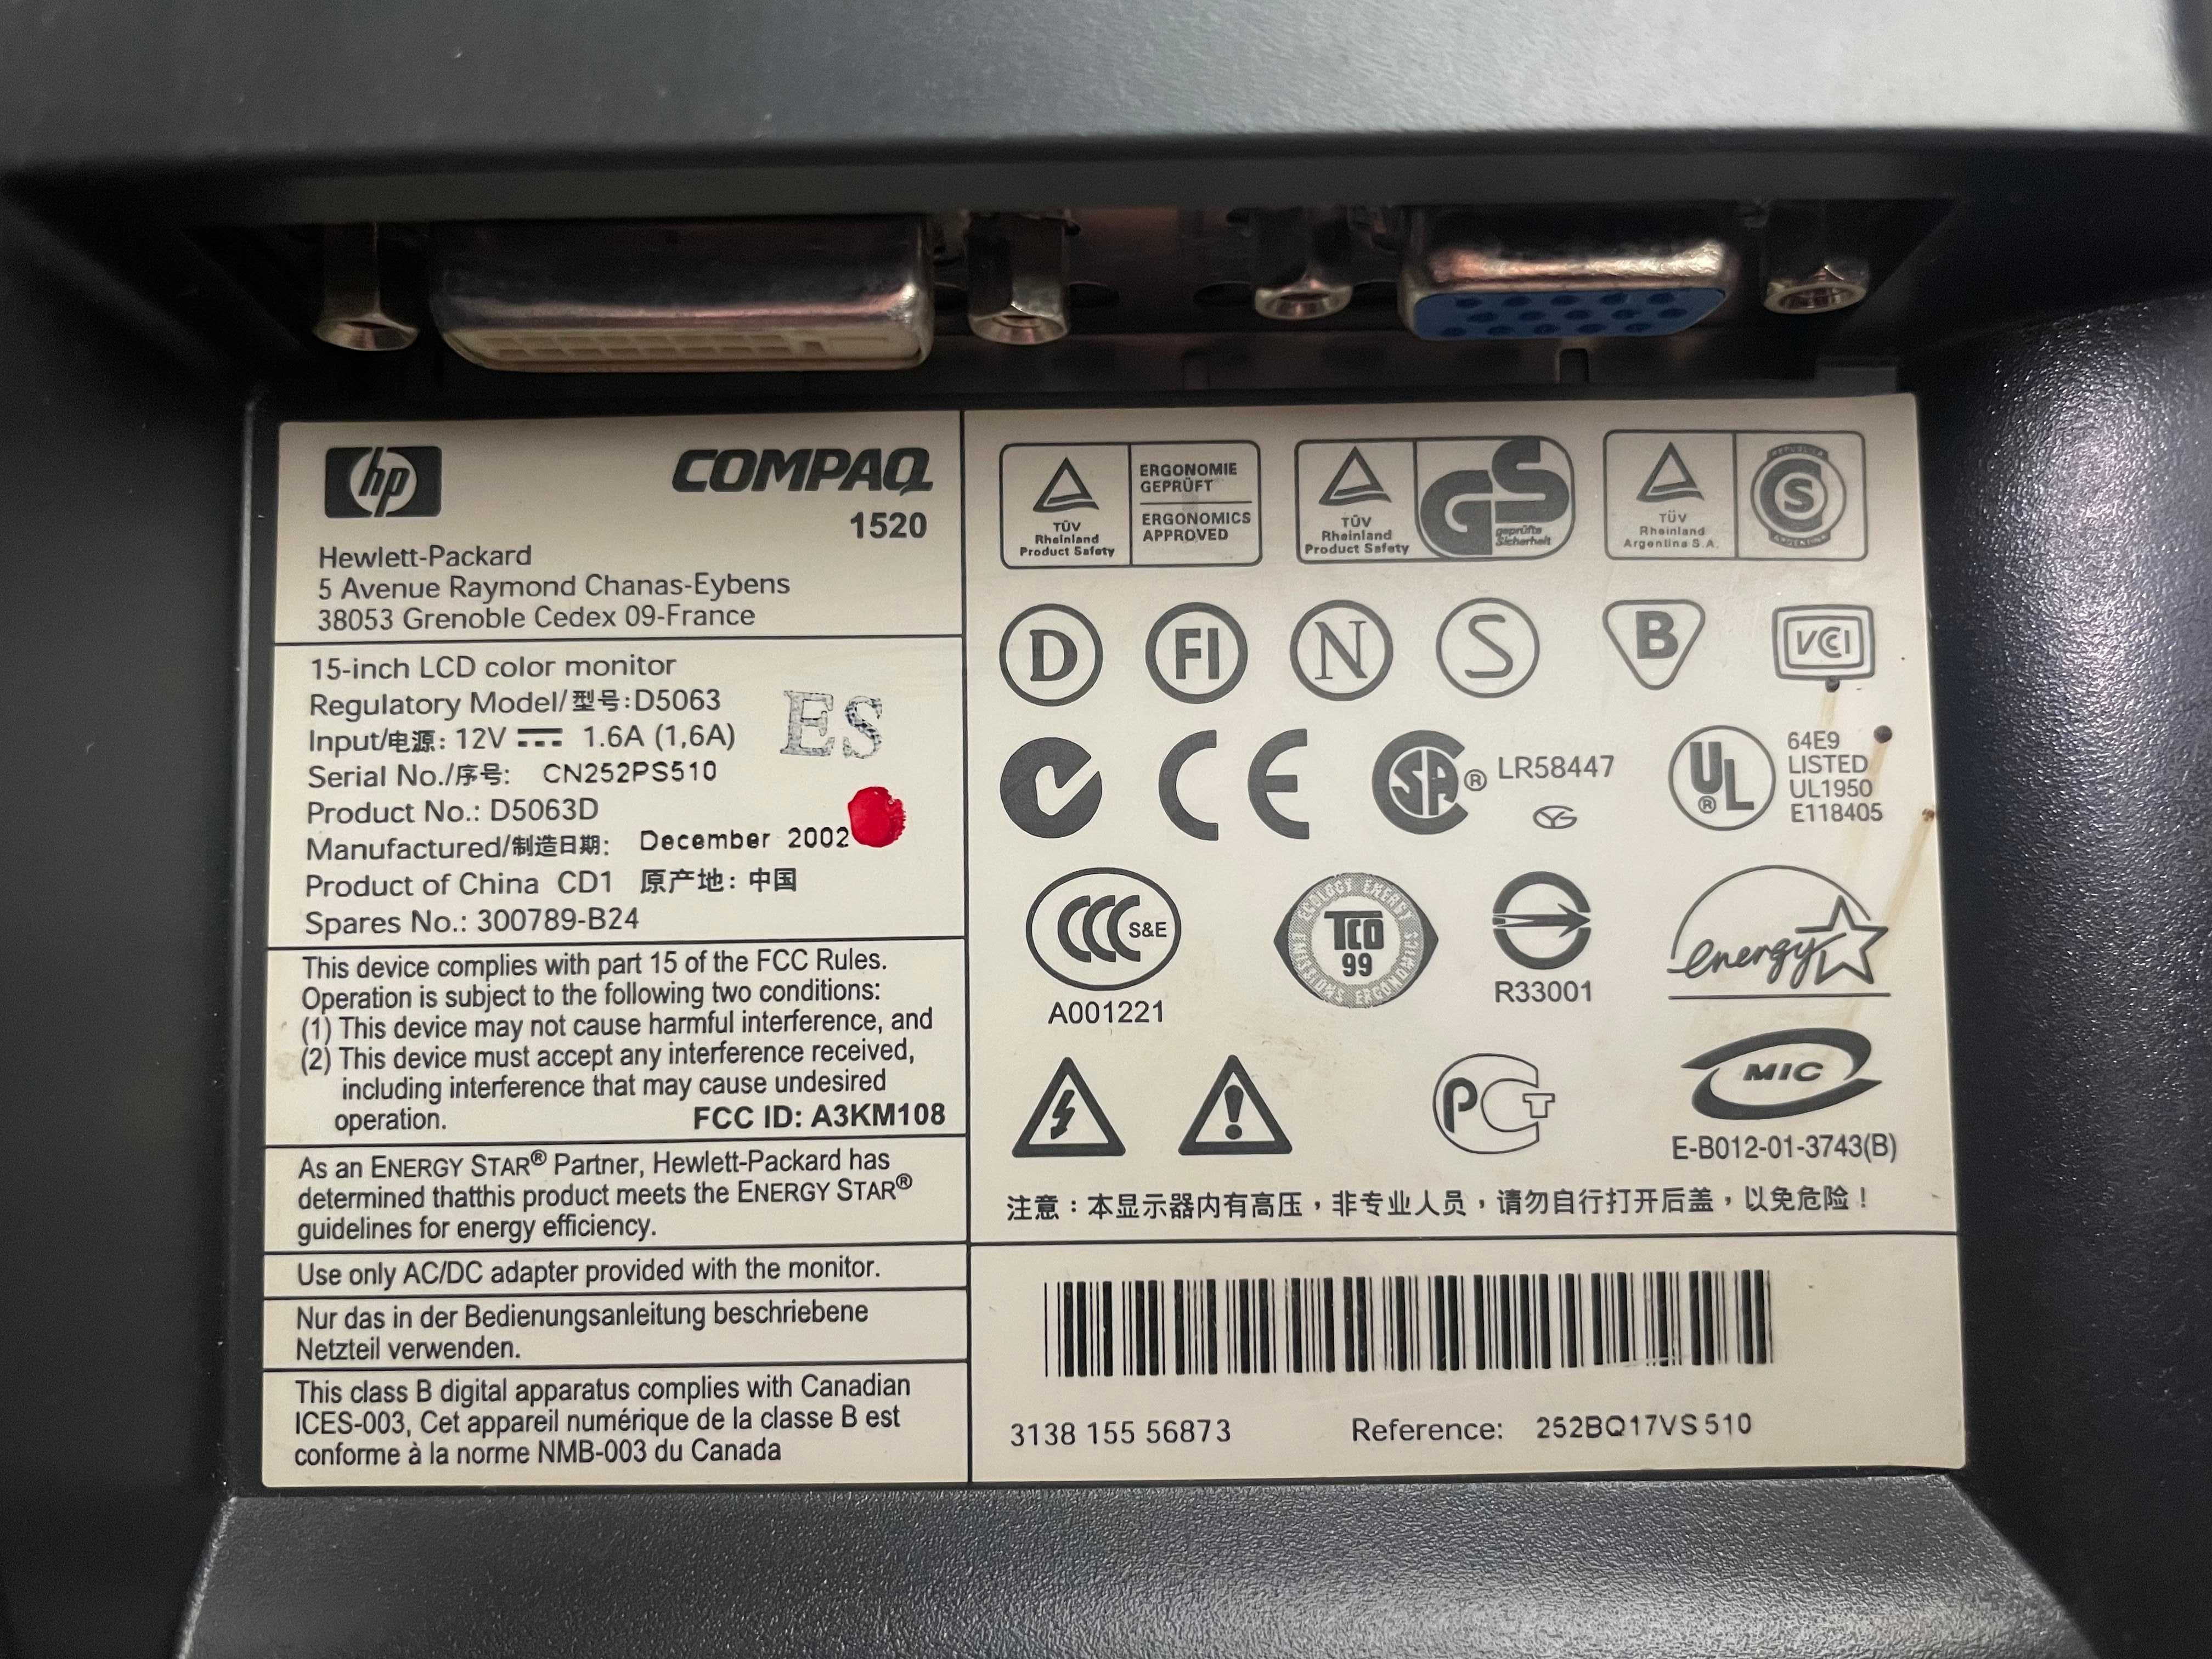 hp COMPAQ
1520
Hewlett-Packard
5 Avenue Raymond Chanas-Eybens
38053 Grenoble Cedex 09-France
15-inch LCD color monitor
Regulatory Model/型号:D5063
Input/电源: 12V 1.6A (1,6A)
ES
Serial No./序号: CN252PS510
Product No.: D5063D
Manufactured/制造日期: December 2002
Product of China CD1 原产地: 中国
Spares No.: 300789-B24
This device complies with part 15 of the FCC Rules.
Operation is subject to the following two conditions:
(1) This device may not cause harmful interference, and
(2) This device must accept any interference received,
including interference that may cause undesired
operation. FCC ID: A3KM108
As an ENERGY STAR® Partner, Hewlett-Packard has
determined thatthis product meets the ENERGY STAR®
guidelines for energy efficiency.
Use only AC/DC adapter provided with the monitor.
Nur das in der Bedienungsanleitung beschriebene
Netzteil verwenden.
This class B digital apparatus complies with Canadian
ICES-003, Cet appareil numérique de la classe B est
conforme à la norme NMB-003 du Canada
TÜV
Rheinland
Product Safety
ERGONOMIE
GEPRÜFT
ERGONOMICS
APPROVED
TÜV
Rheinland
Product Safety
GS
geprüfte
Sicherheit
TÜV
Rheinland
Argentina S.A.
REPUBLICA
S
ARGENTINA
D FI N S B VCI
CE
SA® LR58447
YG
UL®
64E9
LISTED
UL1950
E118405
CCC S&E
A001221
ECOLOGY ENERGY
TCO
99
EMISSIONS ERGONOMICS
R33001
energy
PCT
MIC
E-B012-01-3743(B)
注意：本显示器内有高压，非专业人员，请勿自行打开后盖，以免危险！
3138 155 56873 Reference: 252BQ17VS510